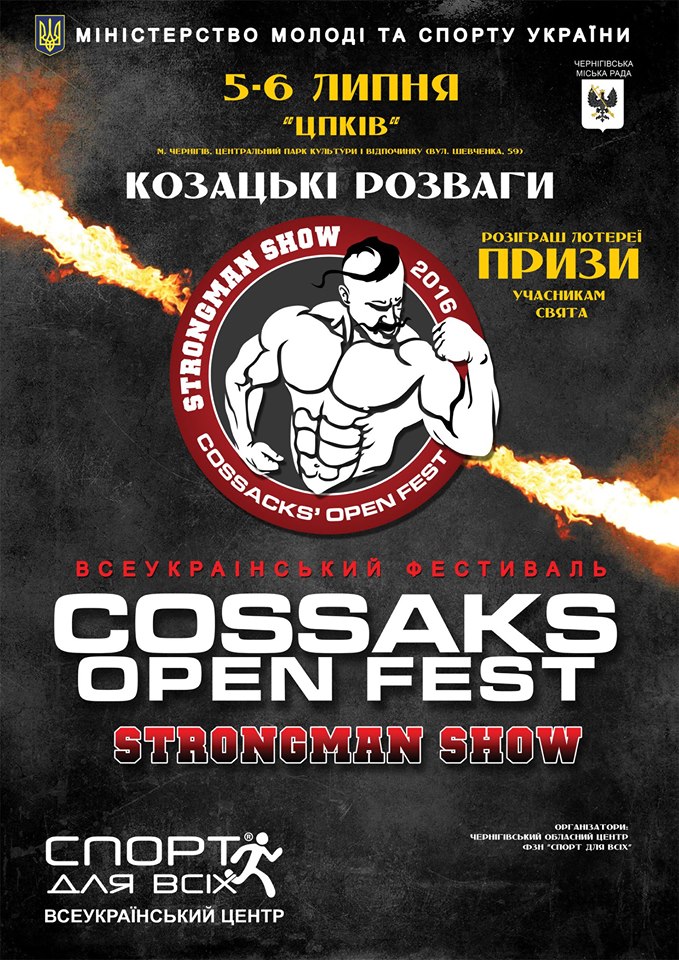 МІНІСТЕРСТВО МОЛОДІ ТА СПОРТУ УКРАЇНИ
ЧЕРНІГІВСЬКА
МІСЬКА РАДА
5-6 ЛИПНЯ
"ЦПКІВ"
М. ЧЕРНІГІВ, ЦЕНТРАЛЬНИЙ ПАРК КУЛЬТУРИ І ВІДПОЧИНКУ (ВУЛ. ШЕВЧЕНКА, 59)
КОЗАЦЬКІ РОЗВАГИ
РОЗІГРАШ ЛОТЕРЕЇ
ПРИЗИ
УЧАСНИКАМ
СВЯТА
STRONGMAN SHOW 2016
COSSACKS' OPEN FEST
ВСЕУКРАІНСЬКИЙ ФЕСТИВАЛЬ
COSSAKS
OPEN FEST
STRONGMAN SHOW
ОРГАНІЗАТОРИ:
ЧЕРНІГІВСЬКИЙ ОБЛАСНИЙ ЦЕНТР
ФЗН "СПОРТ ДЛЯ ВСІХ"
СПОРТ®
ДЛЯ ВСІХ
ВСЕУКРАЇНСЬКИЙ ЦЕНТР